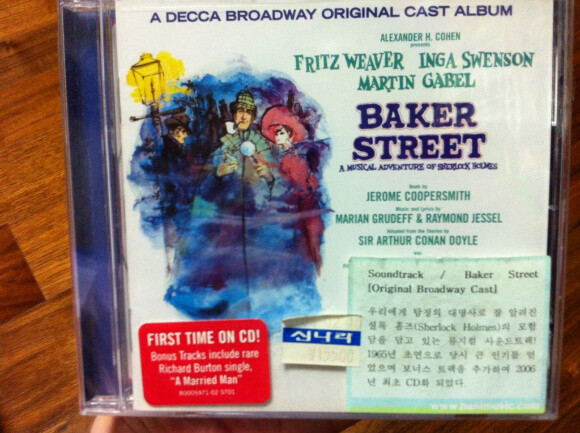 A DECCA BROADWAY ORIGINAL CAST ALBUM
ALEXANDER H. COHEN
presents
FRITZ WEAVER INGA SWENSON
MARTIN GABEL
BAKER
STREET
A MUSICAL ADVENTURE OF SHERLOCK HOLMES
Book by
JEROME COOPERSMITH
Music and Lyrics by
MARIAN GRUDEFF & RAYMOND JESSEL
Adapted from the Stories by
SIR ARTHUR CONAN DOYLE
Soundtrack / Baker Street
[Original Broadway Cast]
우리에게 탐정의 대명사로 잘 알려진
셜록 홈즈(Sherlock Holmes)의 모험
담을 담고 있는 뮤지컬 사운드트랙!
1965년 초연으로 당시 큰 인기를 얻
었으며 보너스 트랙을 추가하여 2006
년 최초 CD화 되었다.
FIRST TIME ON CD!
Bonus Tracks include rare
Richard Burton single,
"A Married Man"
B0005971-02 ST01
신나라